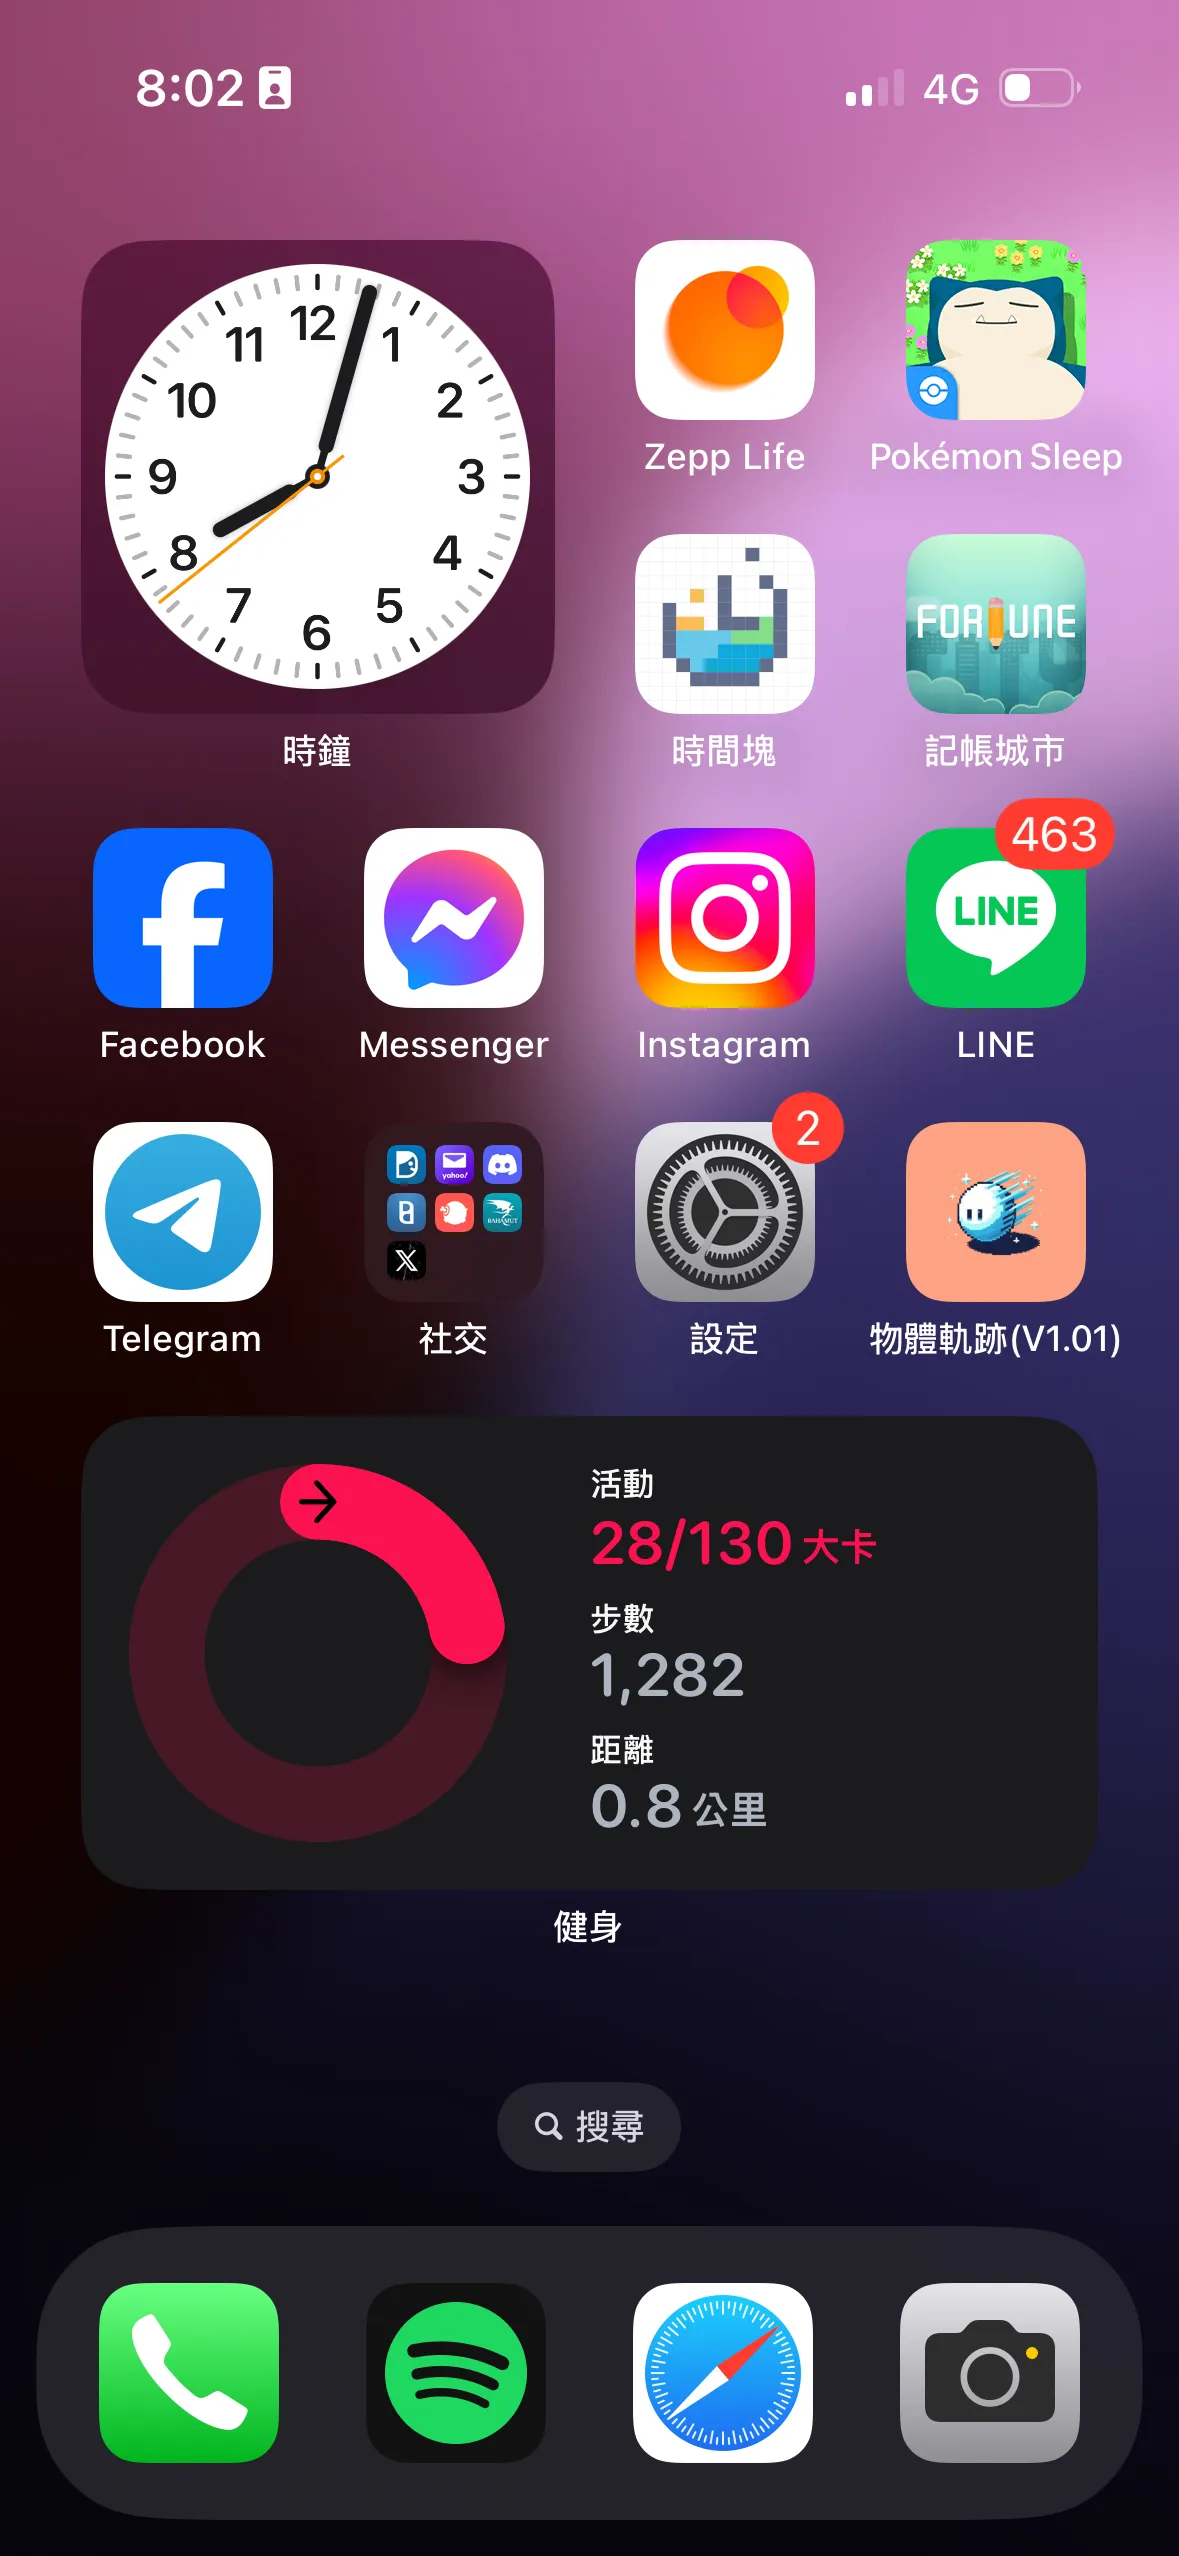 8:02
4G
12
1
2
3
4
5
6
7
8
9
10
11
時鐘
Zepp Life
Pokémon Sleep
時間塊
FORTUNE
記帳城市
Facebook
Messenger
Instagram
463
LINE
LINE
Telegram
yahoo!
BAHAMUT
社交
2
設定
物體軌跡(V1.01)
活動
28/130 大卡
步數
1,282
距離
0.8 公里
健身
搜尋